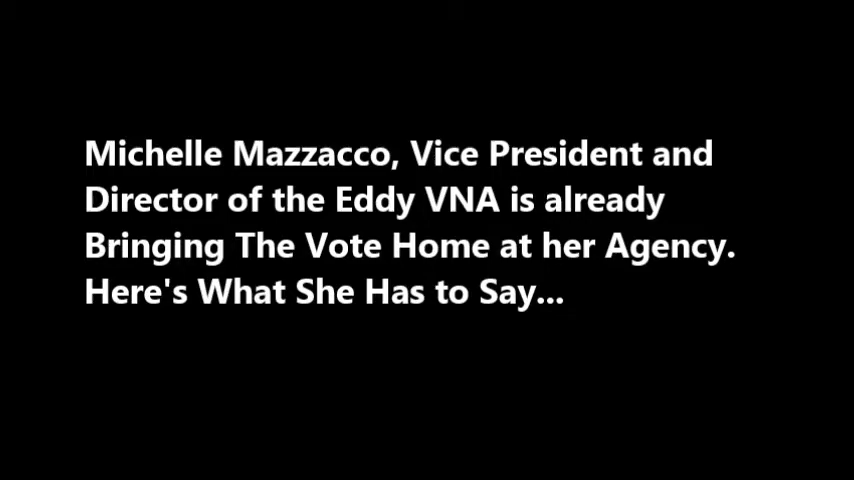 Michelle Mazzacco, Vice President and
Director of the Eddy VNA is already
Bringing The Vote Home at her Agency.
Here's What She Has to Say...